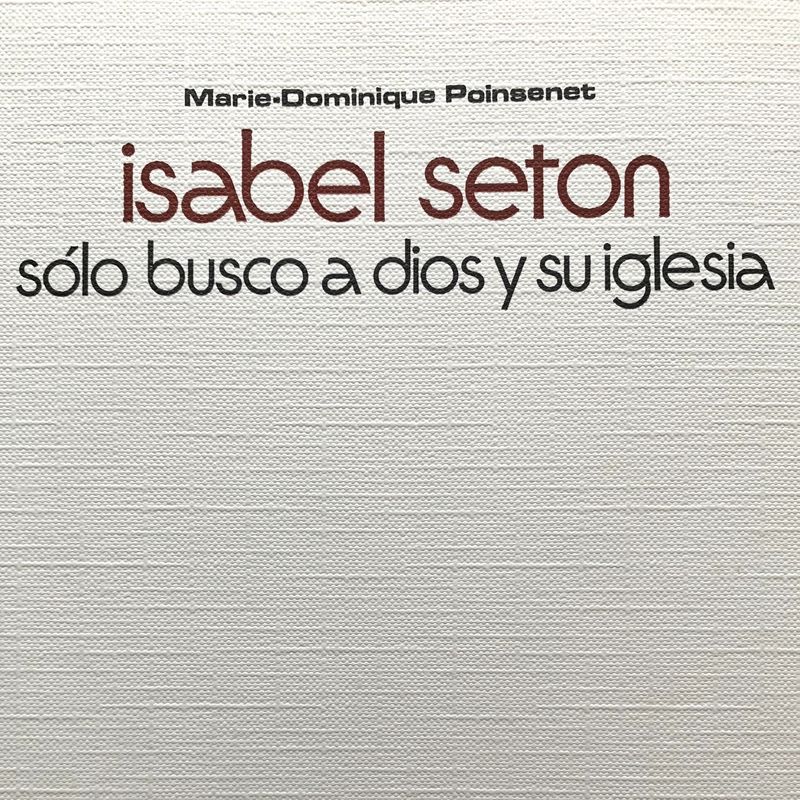 Marie-Dominique Poinsenet
isabel seton
sólo busco a dios y su iglesia